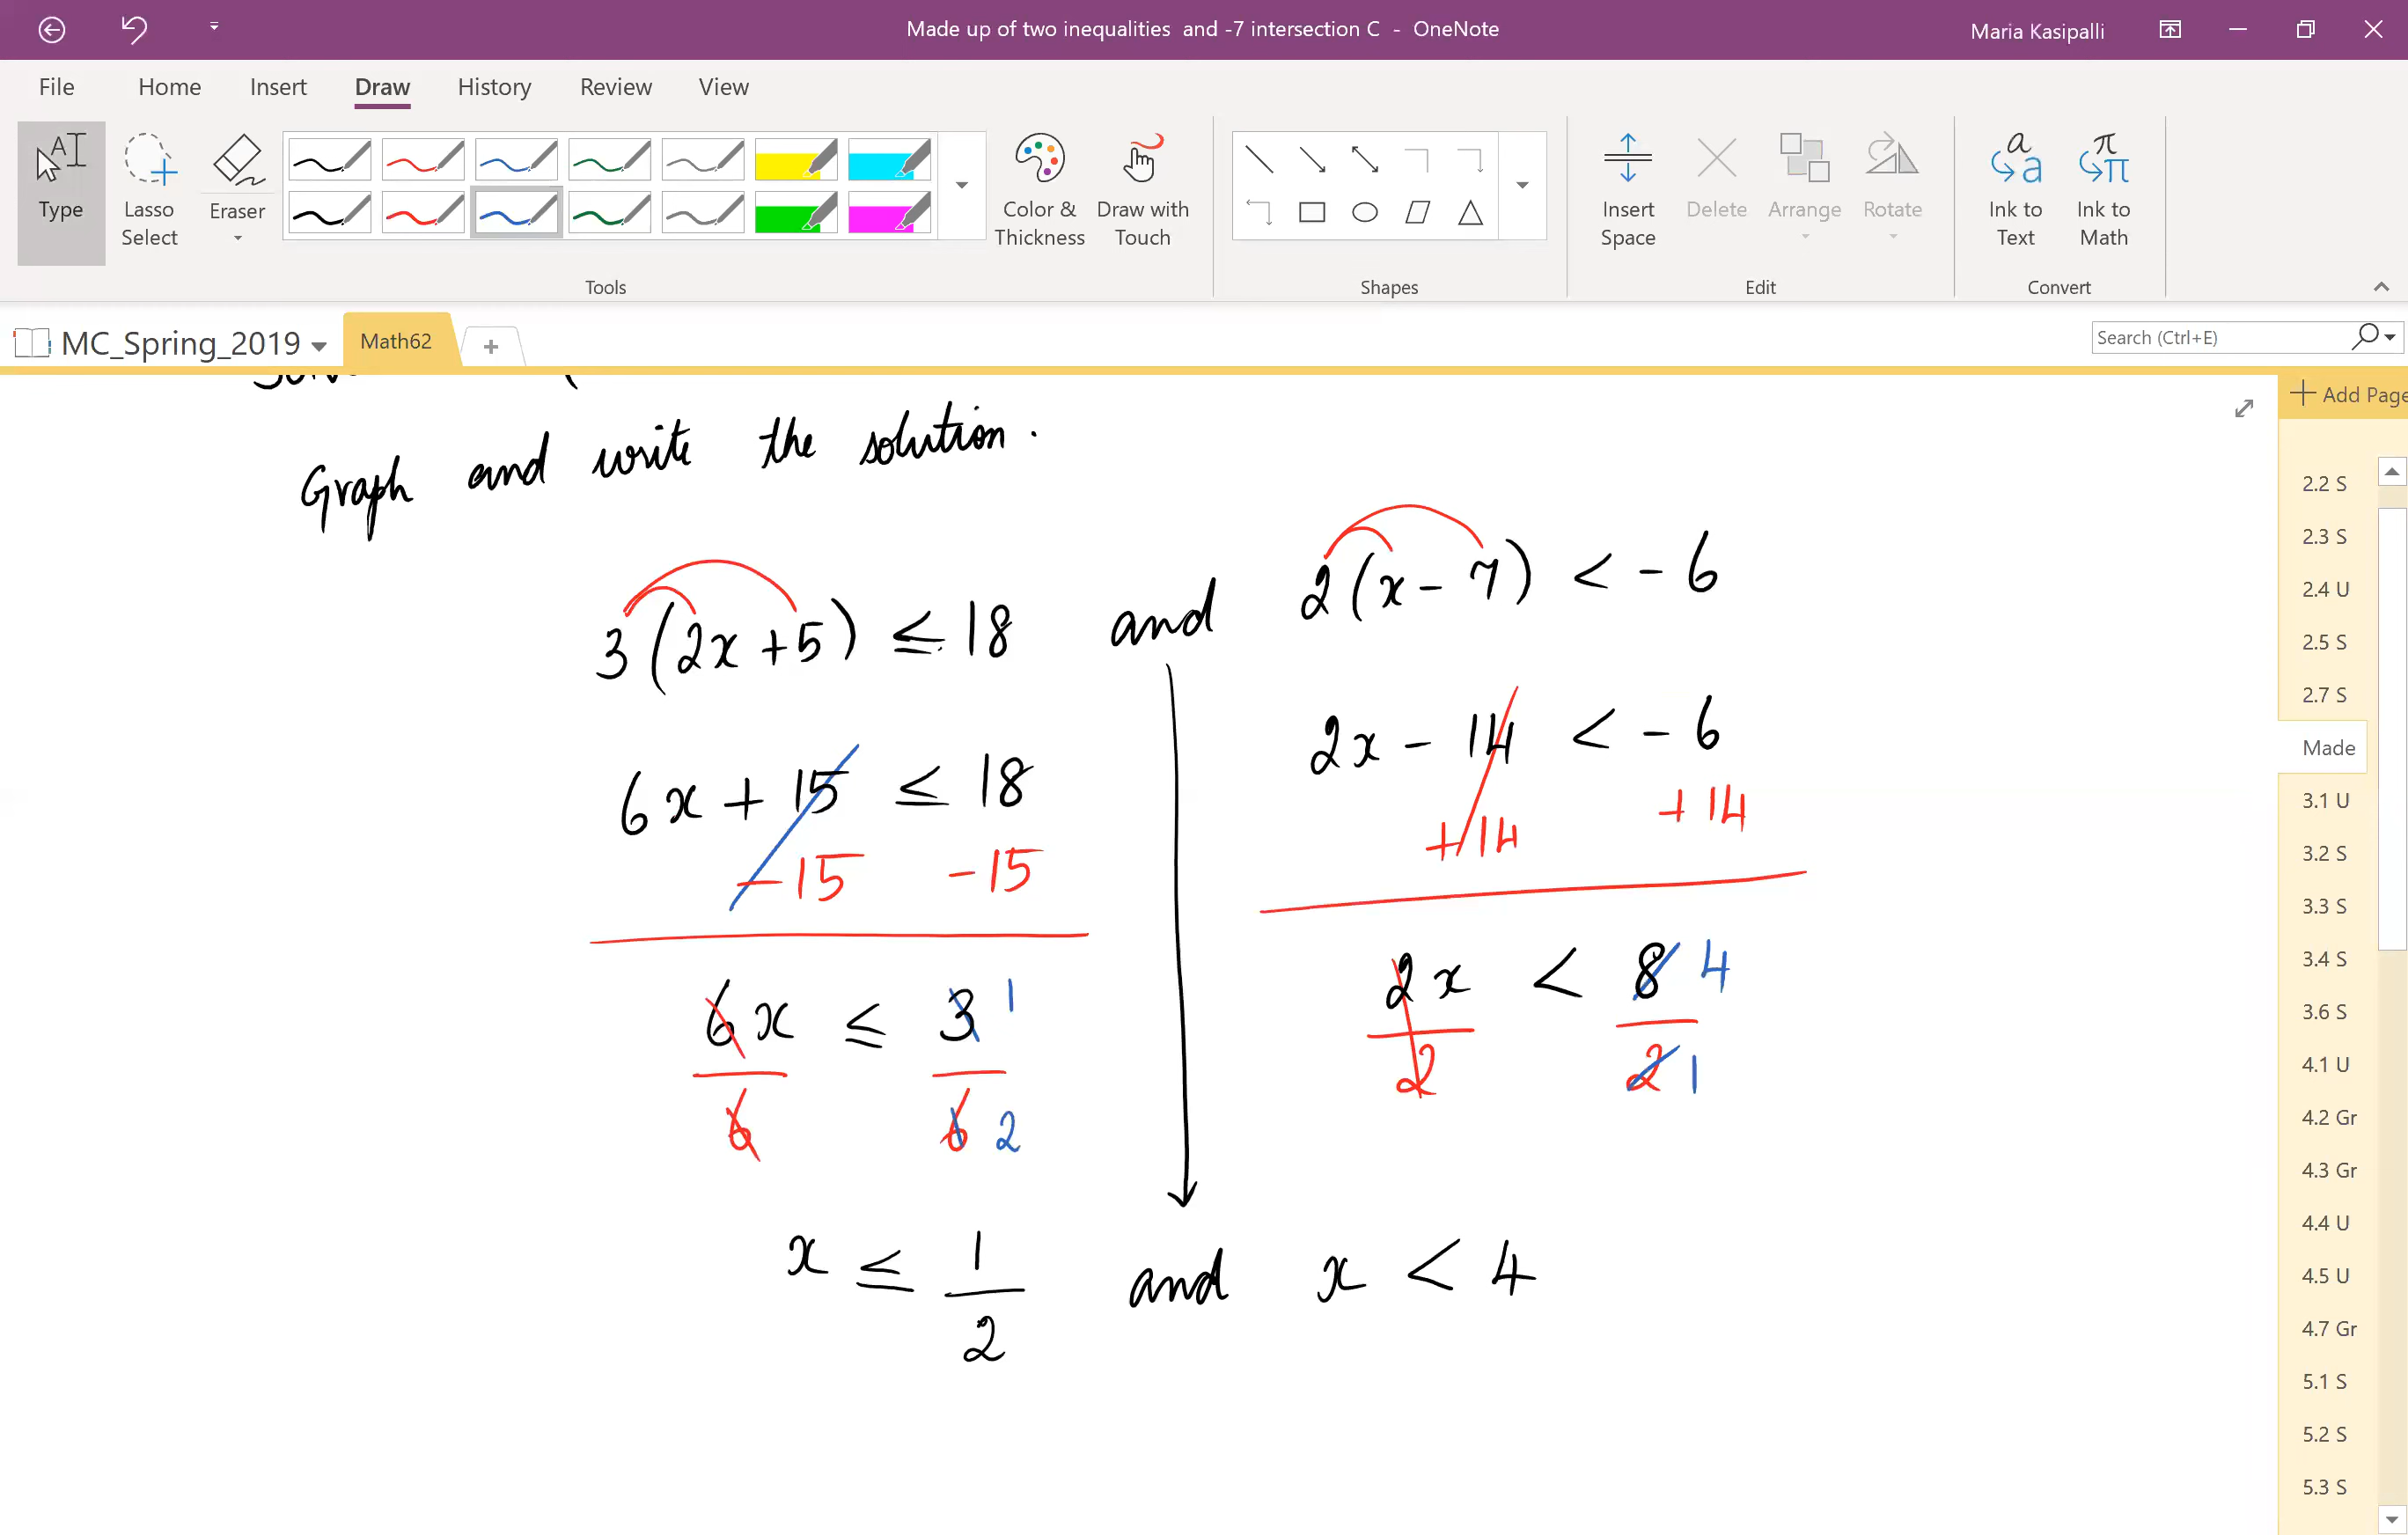 Made up of two inequalities and -7 intersection C - OneNote
Maria Kasipalli
File Home Insert Draw History Review View
Type
Lasso Select
Eraser
Color & Thickness
Draw with Touch
Insert Space
Delete
Arrange
Rotate
Ink to Text
Ink to Math
Tools Shapes Edit Convert
MC_Spring_2019 Math62
Search (Ctrl+E)
Add Page
Graph and write the solution.
3(2x+5) ≤ 18 and 2(x-7) < -6
6x + 15 ≤ 18 2x - 14 < -6
-15 -15 +14 +14
6x ≤ 3 1 2x < 8 4
6 6 2 2 2 1
x ≤ 1/2 and x < 4
2.2 S
2.3 S
2.4 U
2.5 S
2.7 S
Made
3.1 U
3.2 S
3.3 S
3.4 S
3.6 S
4.1 U
4.2 Gr
4.3 Gr
4.4 U
4.5 U
4.7 Gr
5.1 S
5.2 S
5.3 S